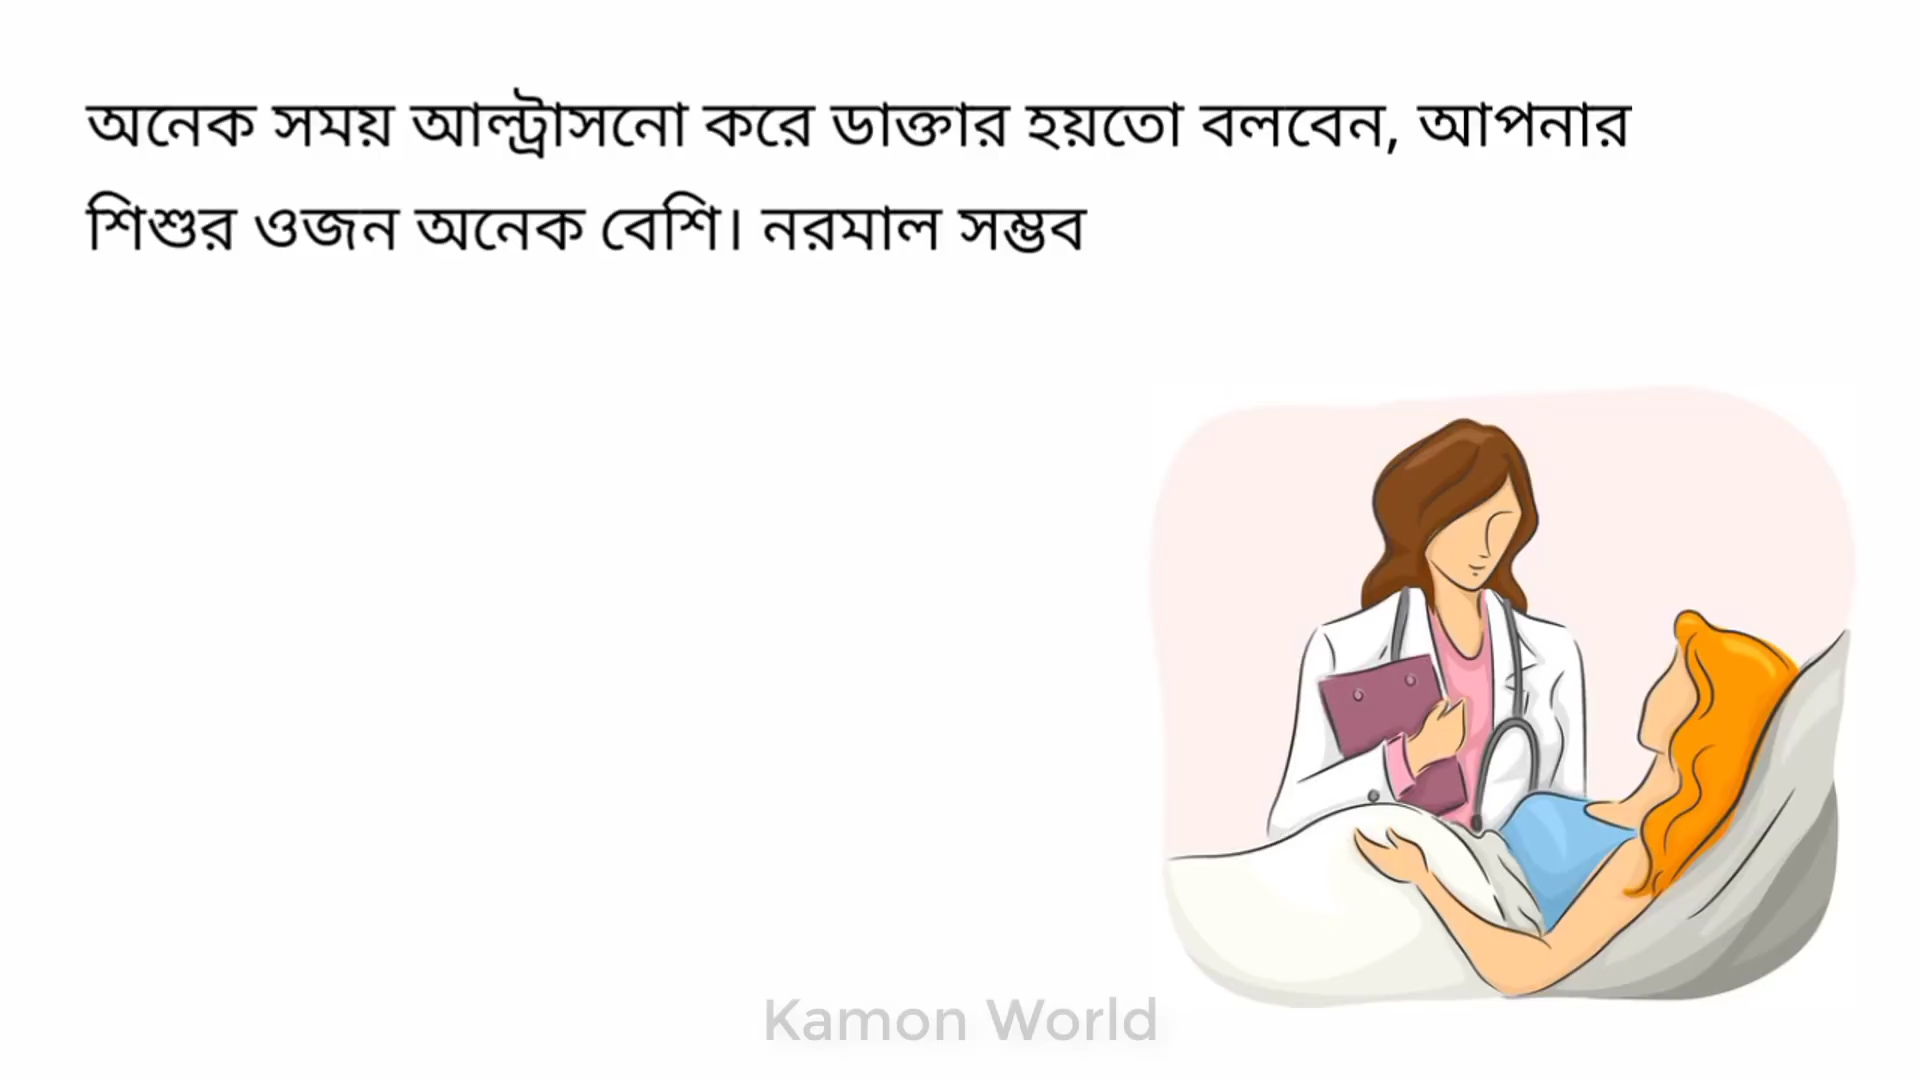 অনেক সময় আল্ট্রাসনো করে ডাক্তার হয়তো বলবেন, আপনার
শিশুর ওজন অনেক বেশি। নরমাল সম্ভব
Kamon World